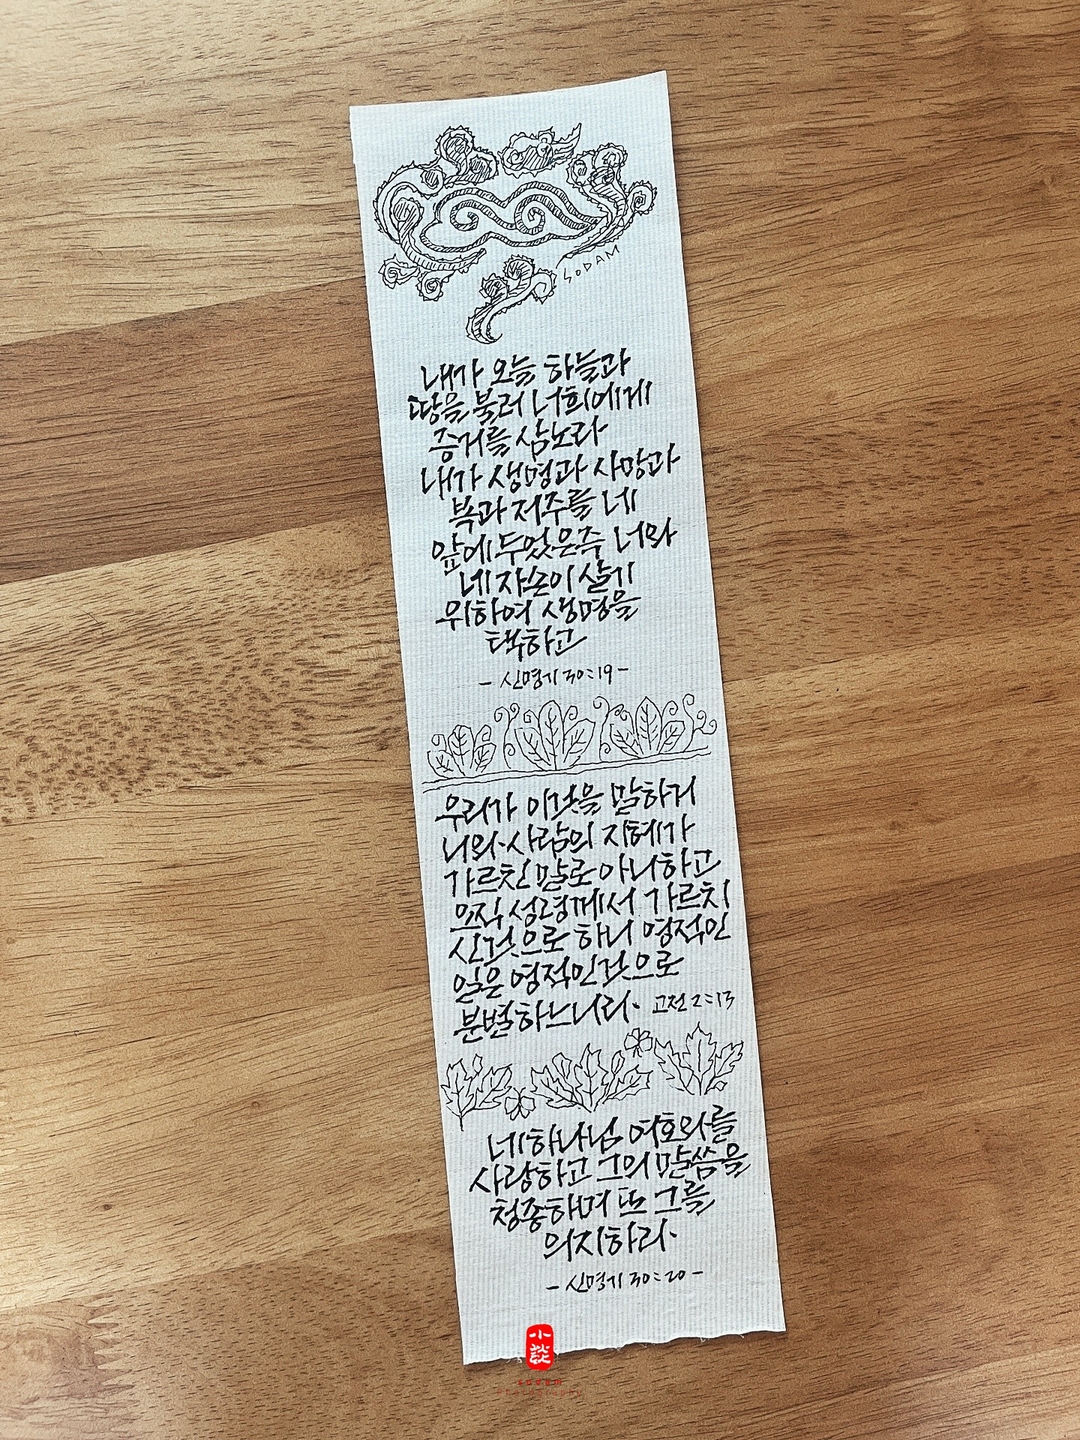 SODAM
내가 오늘 하늘과
땅을 불러 너희에게
증거를 삼노라
내가 생명과 사망과
복과 저주를 네
앞에 두었은즉 너와
네 자손이 살기
위하여 생명을
택하고
- 신명기 30:19 -
우리가 이것을 말하거
니와 사람의 지혜가
가르친 말로 아니하고
오직 성령께서 가르치
신것으로 하니 영적인
일은 영적인것으로
분별하느니라. 고전 2:13
네 하나님 여호와를
사랑하고 그의 말씀을
청종하며 또 그를
의지하라.
- 신명기 30:20 -
小
談